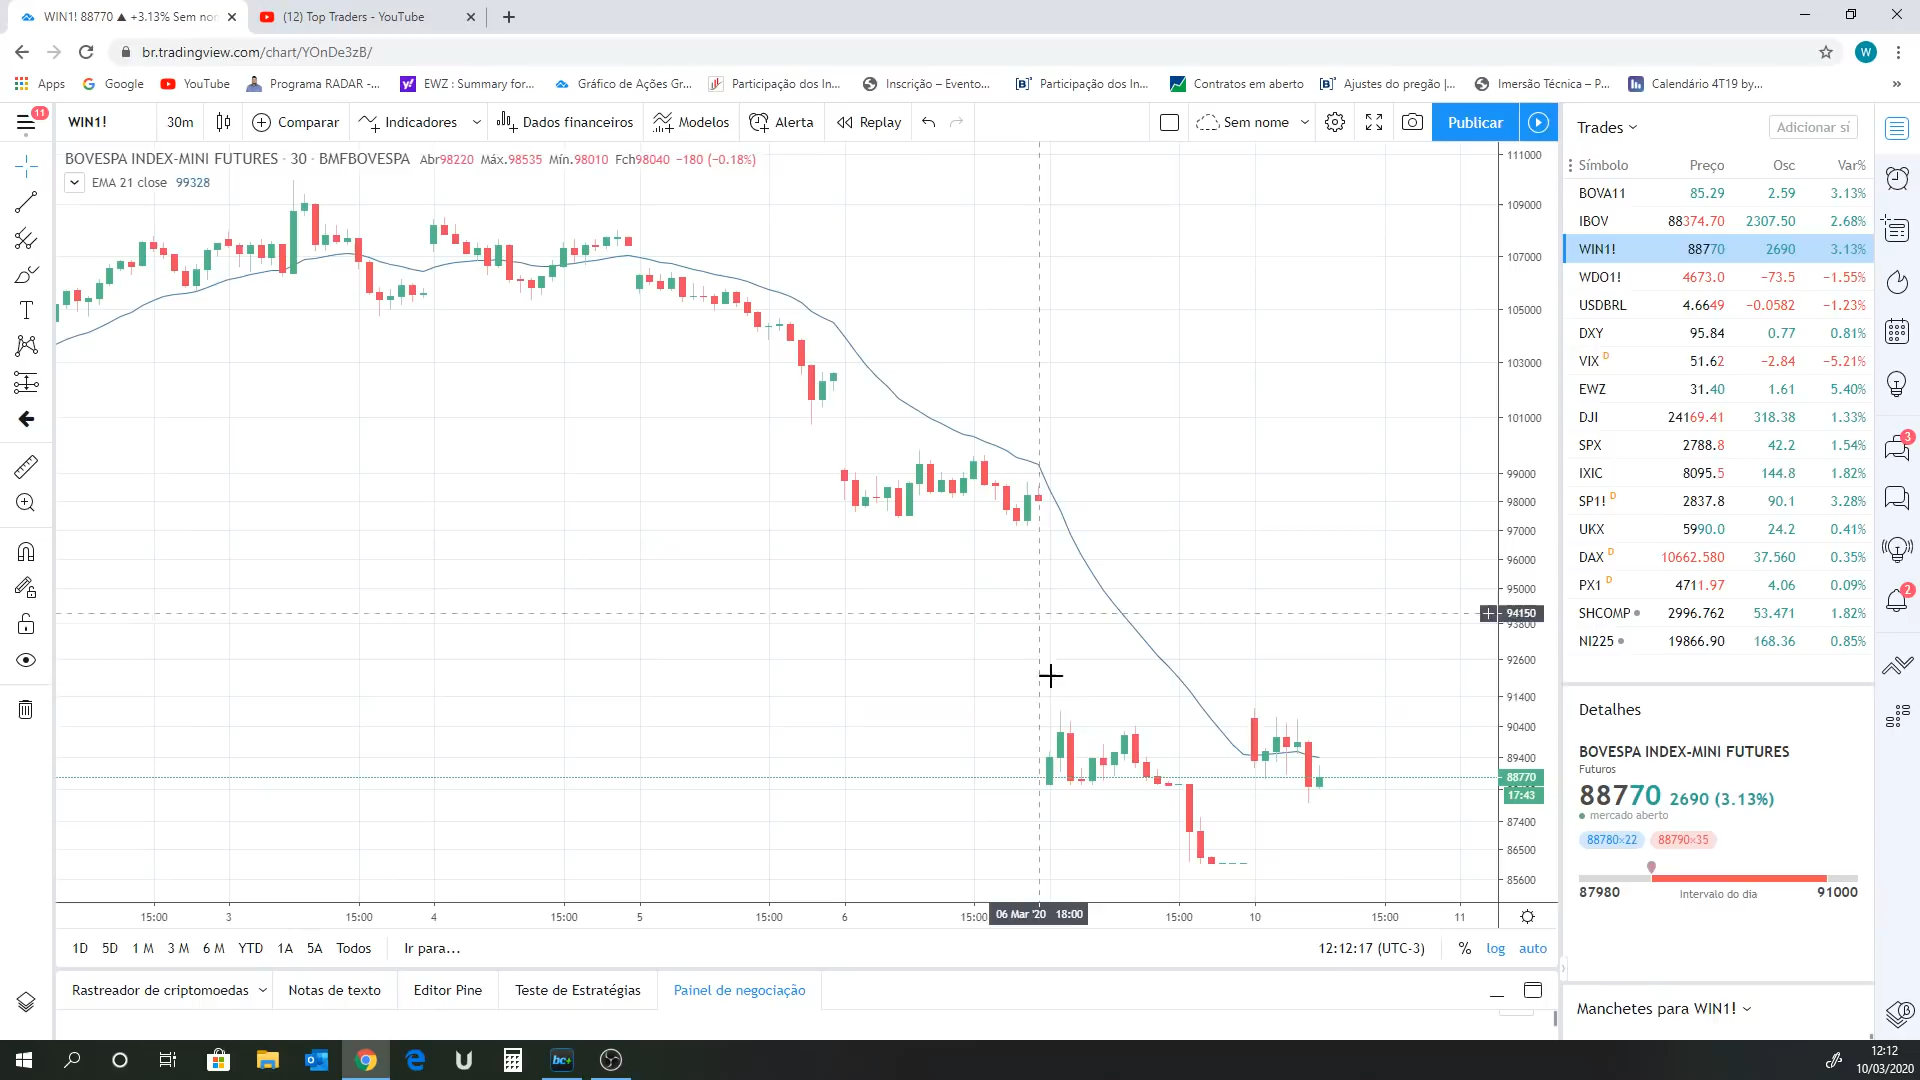 WIN1! 88770 ▲ +3.13% Sem non
(12) Top Traders - YouTube
br.tradingview.com/chart/YOnDe3zB/
W
Apps Google YouTube Programa RADAR -... EWZ : Summary for... Gráfico de Ações Gr... Participação dos In... Inscrição – Evento... Participação dos In... Contratos em aberto Ajustes do pregão |... Imersão Técnica – P... Calendário 4T19 by... »
11
WIN1! 30m Comparar Indicadores Dados financeiros Modelos Alerta Replay Sem nome Publicar
BOVESPA INDEX-MINI FUTURES · 30 · BMFBOVESPA Abr98220 Máx.98535 Mín.98010 Fch98040 −180 (−0.18%)
EMA 21 close 99328
111000
109000
107000
105000
103000
101000
99000
98000
97000
96000
95000
94150
93800
92600
91400
90400
89400
88770
17:43
87400
86500
85600
15:00 3 15:00 4 15:00 5 15:00 6 15:00 06 Mar '20 18:00 15:00 10 15:00 11
1D 5D 1 M 3 M 6 M YTD 1A 5A Todos Ir para... 12:12:17 (UTC-3) % log auto
Rastreador de criptomoedas Notas de texto Editor Pine Teste de Estratégias Painel de negociação
Trades Adicionar sí
Símbolo Preço Osc Var%
BOVA11 85.29 2.59 3.13%
IBOV 88374.70 2307.50 2.68%
WIN1! 88770 2690 3.13%
WDO1! 4673.0 −73.5 −1.55%
USDBRL 4.6649 −0.0582 −1.23%
DXY 95.84 0.77 0.81%
VIX D 51.62 −2.84 −5.21%
EWZ 31.40 1.61 5.40%
DJI 24169.41 318.38 1.33%
SPX 2788.8 42.2 1.54%
IXIC 8095.5 144.8 1.82%
SP1! D 2837.8 90.1 3.28%
UKX 5990.0 24.2 0.41%
DAX D 10662.580 37.560 0.35%
PX1 D 4711.97 4.06 0.09%
SHCOMP 2996.762 53.471 1.82%
NI225 19866.90 168.36 0.85%
3
2
Detalhes
BOVESPA INDEX-MINI FUTURES
Futuros
88770 2690 (3.13%)
mercado aberto
88780×22 88790×35
87980 Intervalo do dia 91000
Manchetes para WIN1!
bc+
12:12
10/03/2020